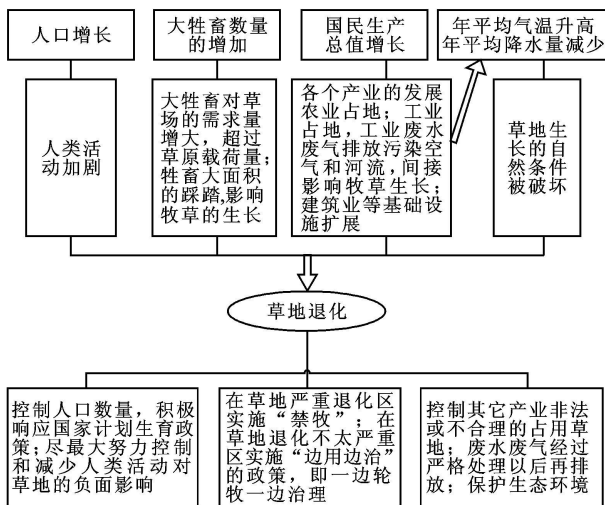 人口增长
大牲畜数量
的增加
国民生产
总值增长
年平均气温升高
年平均降水量减少
人类活
动加剧
大牲畜对草
场的需求量
增大，超过
草原载荷量；
牲畜大面积
的踩踏,影响
牧草的生长
各个产业的发展
农业占地；工业
占地，工业废水
废气排放污染空
气和河流，间接
影响牧草生长；
建筑业等基础设
施扩展
草地生
长的自
然条件
被破坏
草地退化
控制人口数量，积极
响应国家计划生育政
策；尽最大努力控制
和减少人类活动对
草地的负面影响
在草地严重退化区
实施“禁牧”；在
草地退化不太严重
区实施“边用边治”
的政策，即一边轮
牧一边治理
控制其它产业非法
或不合理的占用草
地；废水废气经过
严格处理以后再排
放；保护生态环境